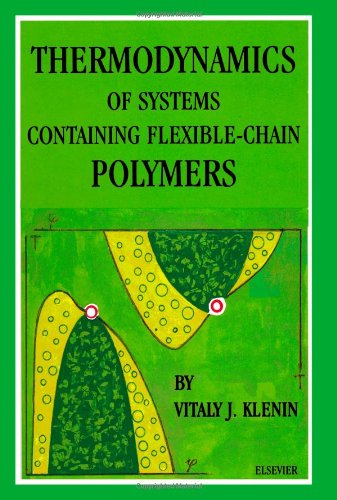 THERMODYNAMICS
OF SYSTEMS
CONTAINING FLEXIBLE-CHAIN
POLYMERS
BY
VITALY J. KLENIN
ELSEVIER